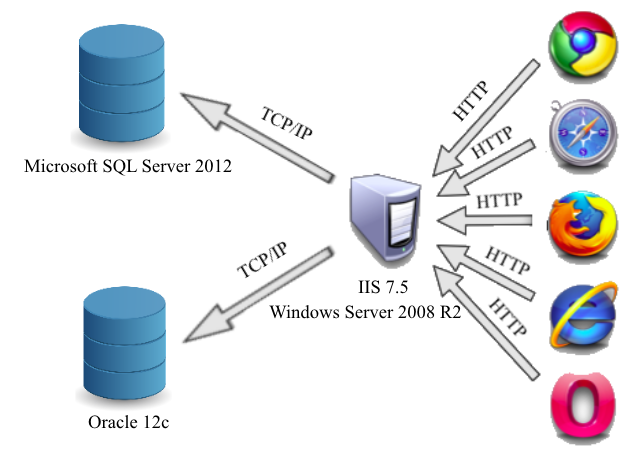 HTTP
TCP/IP
HTTP
Microsoft SQL Server 2012
HTTP
TCP/IP
HTTP
IIS 7.5
Windows Server 2008 R2
HTTP
Oracle 12c